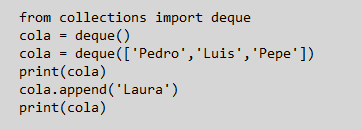 from collections import deque
cola = deque()
cola = deque(['Pedro','Luis','Pepe'])
print(cola)
cola.append('Laura')
print(cola)